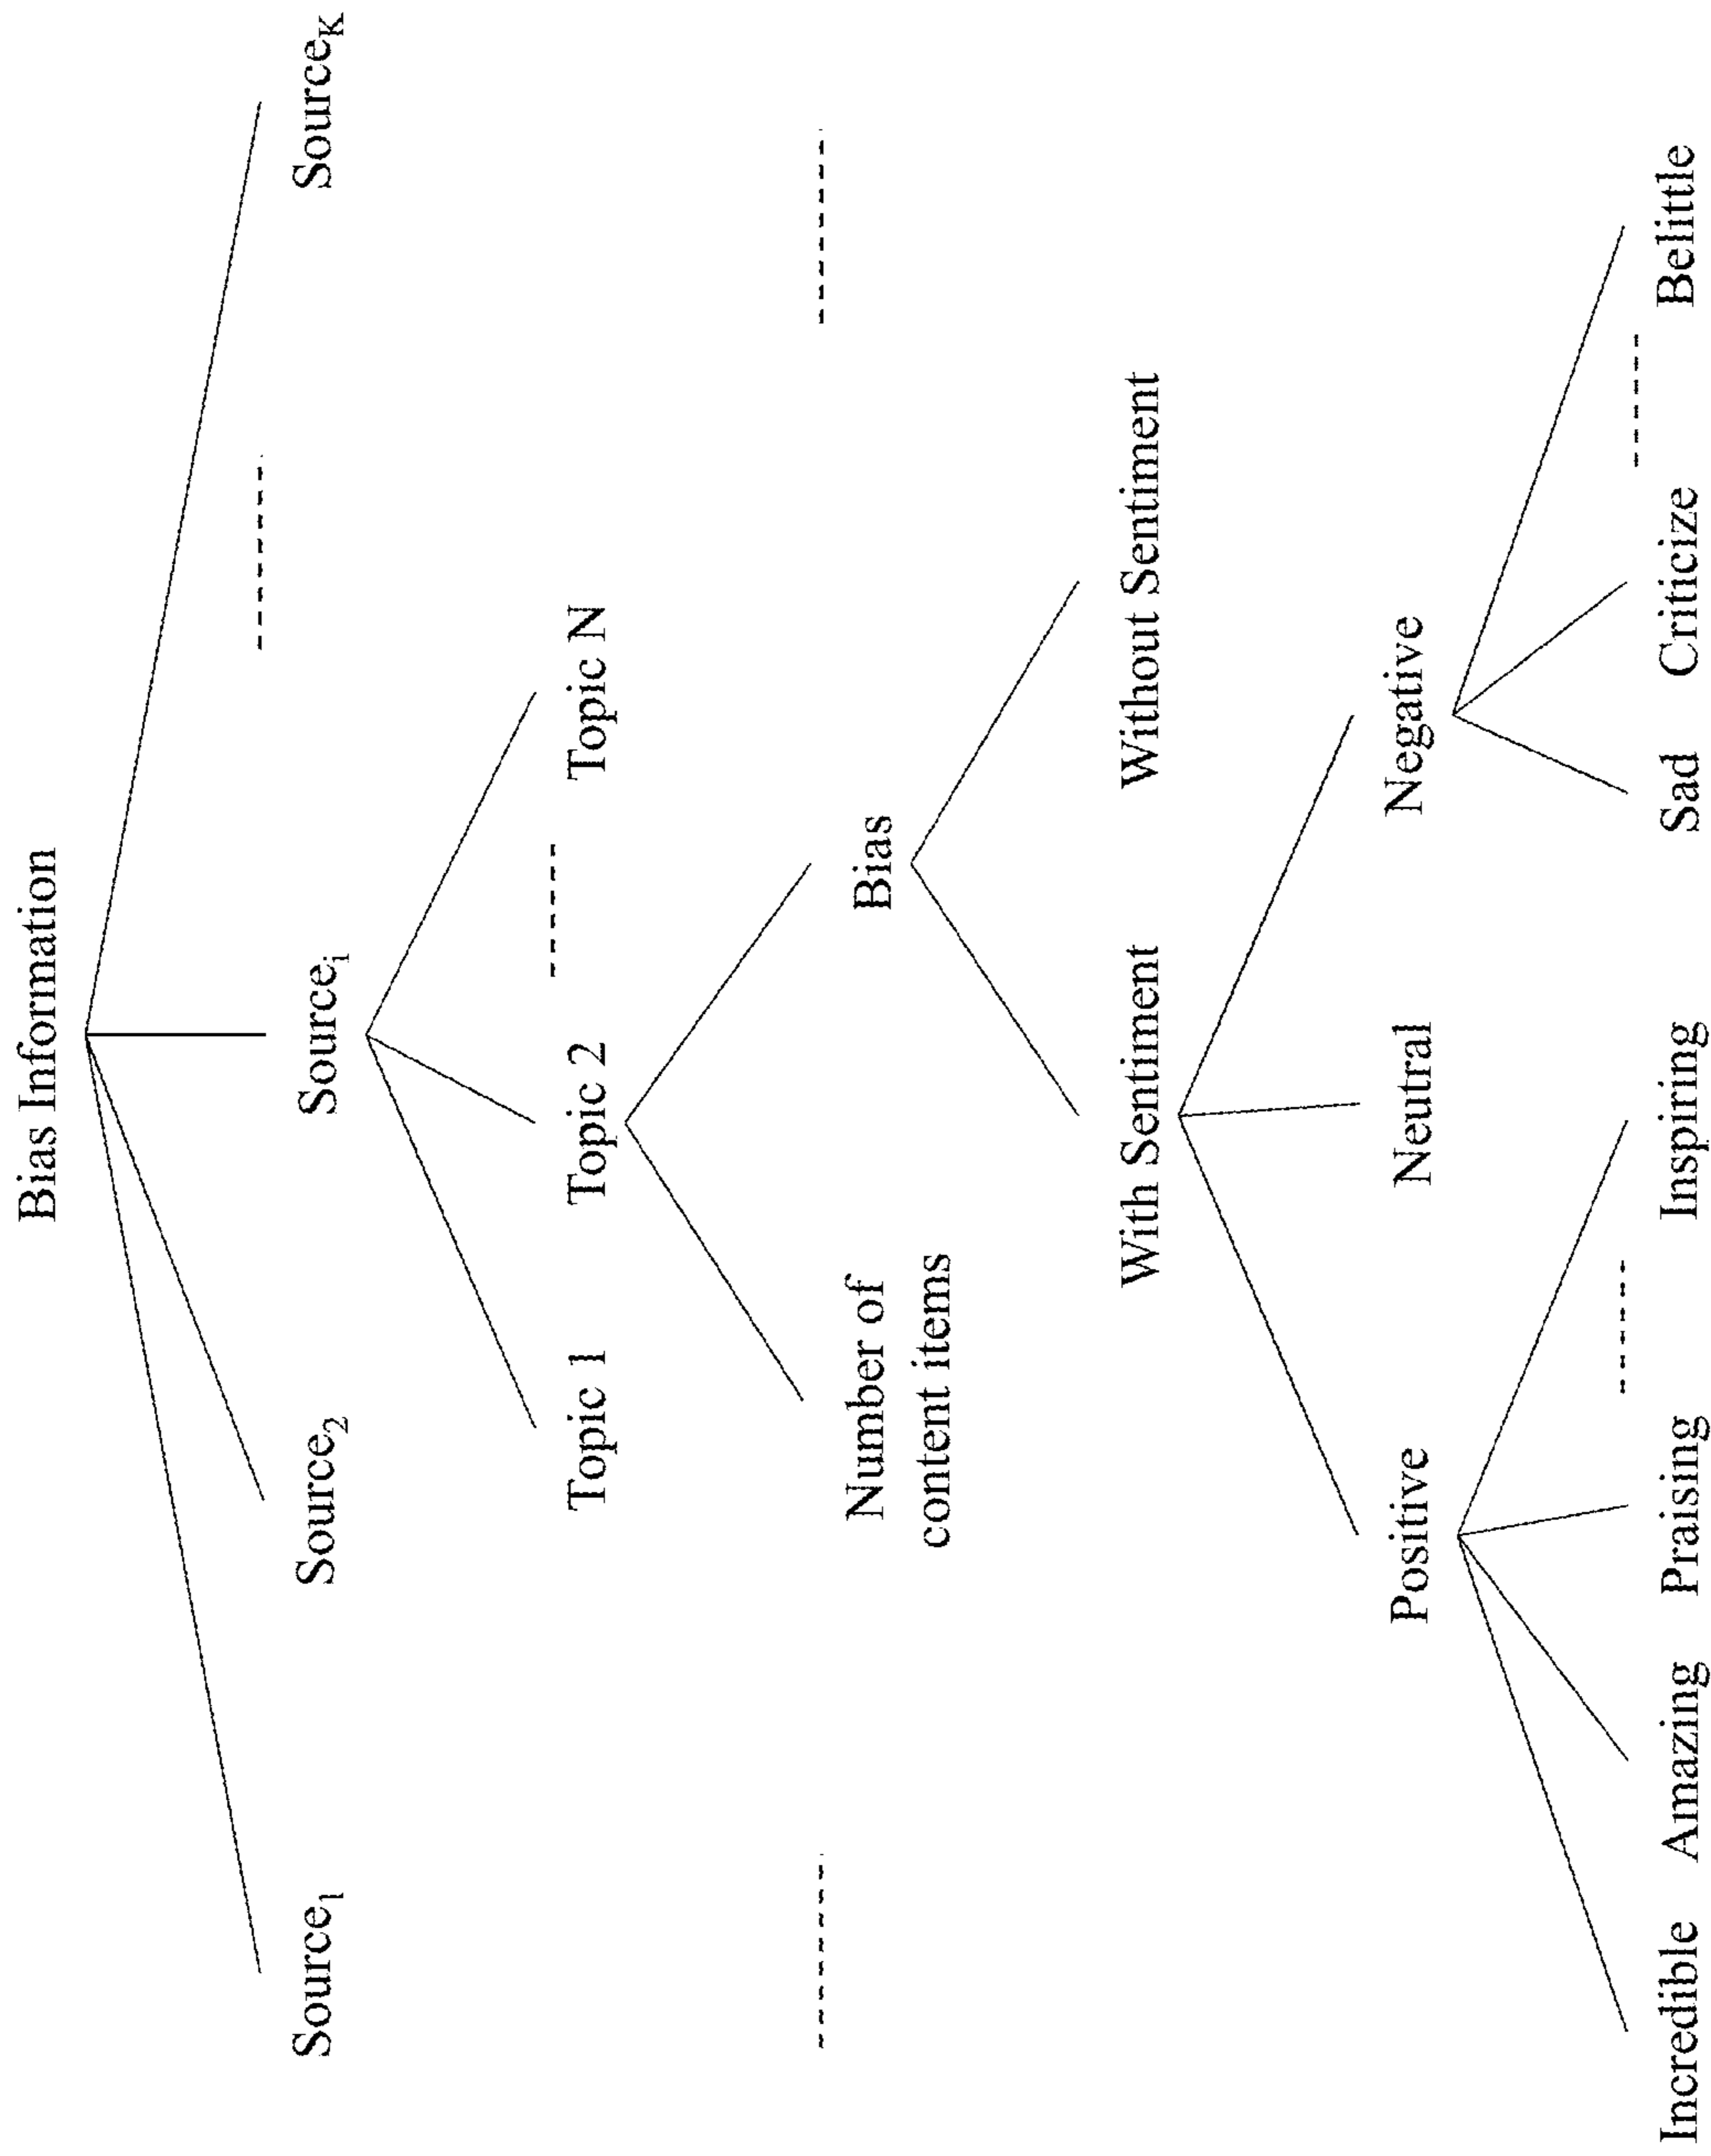 Bias Information
Source1
Source2
Sourcei
SourceK
Topic 1
Topic 2
Topic N
Number of
content items
Bias
With Sentiment
Without Sentiment
Positive
Neutral
Negative
Incredible
Amazing
Praising
Inspiring
Sad
Criticize
Belittle